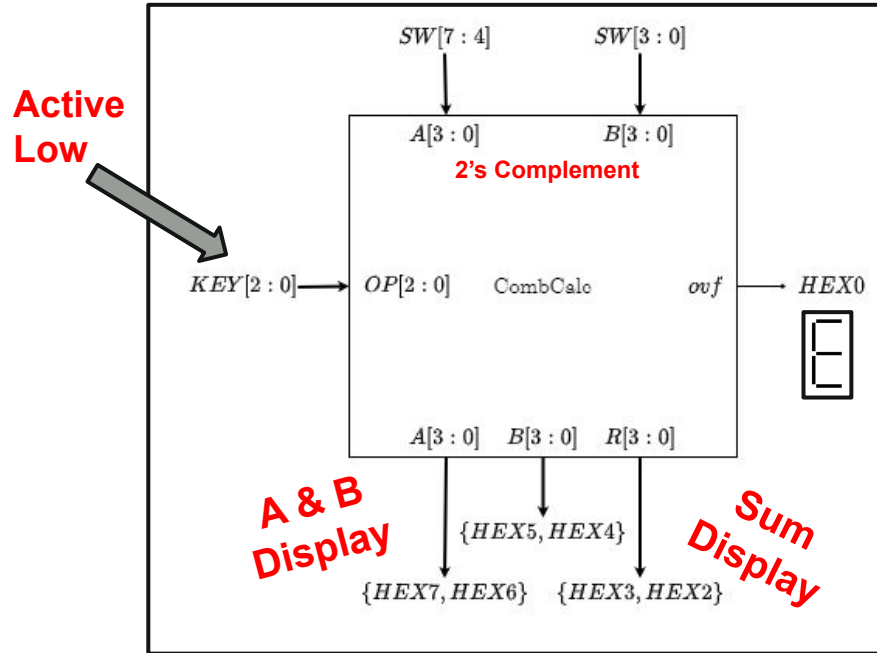 SW[7 : 4]
SW[3 : 0]
Active
Low
A[3 : 0]
B[3 : 0]
2's Complement
KEY[2 : 0]
OP[2 : 0]
CombCalc
ovf
HEX0
E
A[3 : 0]
B[3 : 0]
R[3 : 0]
A & B
Display
Sum
Display
{HEX5, HEX4}
{HEX7, HEX6}
{HEX3, HEX2}